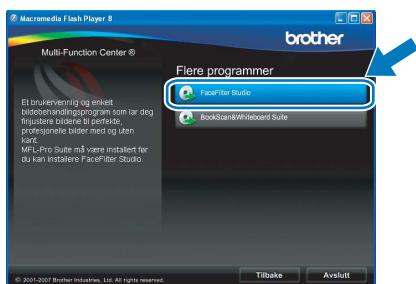 Macromedia Flash Player 8
brother
Multi-Function Center ®
Flere programmer
FaceFilter Studio
BookScan&Whiteboard Suite
Et brukervennlig og enkelt
bildebehandlingsprogram som lar deg
finjustere bildene til perfekte,
profesjonelle bilder med og uten
kant.
MFL-Pro Suite må være installert før
du kan installere FaceFilter Studio.
© 2001-2007 Brother Industries, Ltd. All rights reserved.
Tilbake
Avslutt